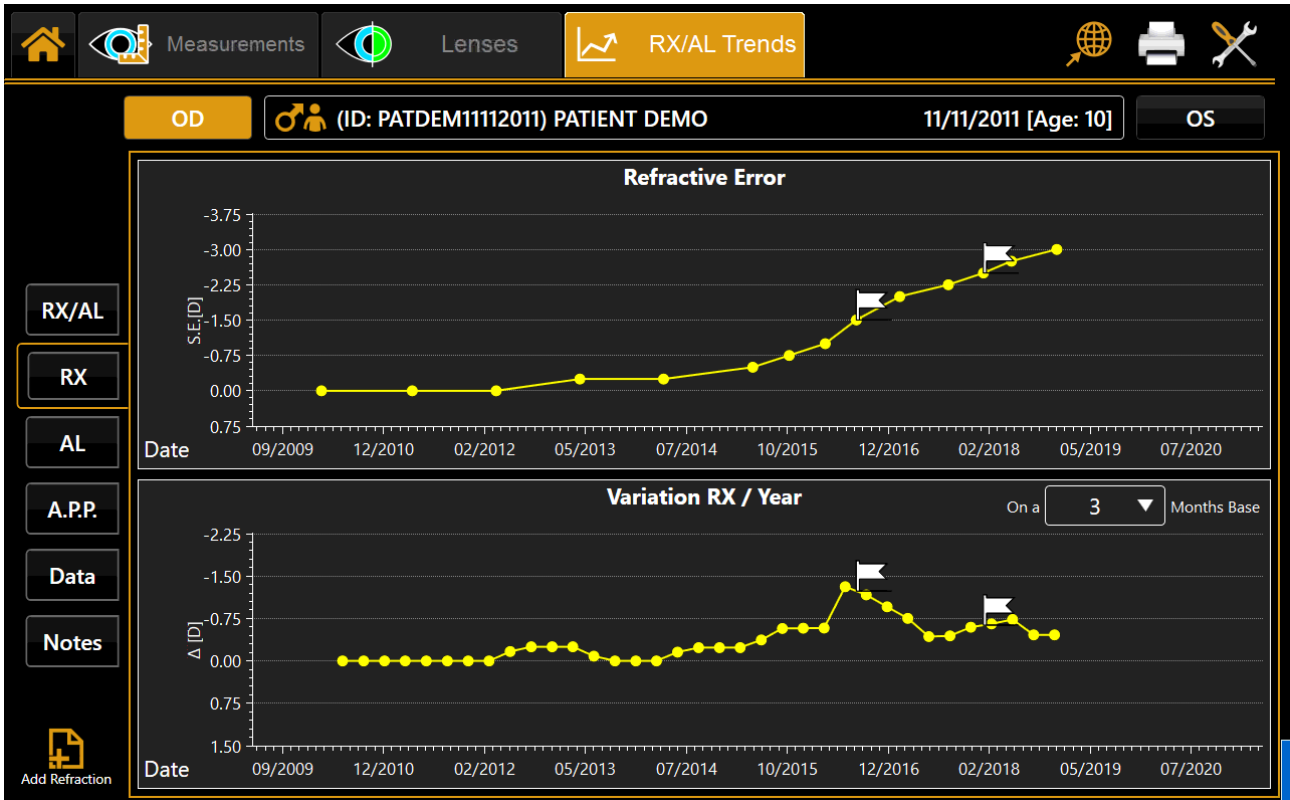 Measurements Lenses RX/AL Trends
OD (ID: PATDEM11112011) PATIENT DEMO 11/11/2011 [Age: 10] OS
RX/AL
RX
AL
A.P.P.
Data
Notes
Add Refraction
Refractive Error
S.E.[D]
-3.75
-3.00
-2.25
-1.50
-0.75
0.00
0.75
Date 09/2009 12/2010 02/2012 05/2013 07/2014 10/2015 12/2016 02/2018 05/2019 07/2020
Variation RX / Year
On a 3 Months Base
Δ [D]
-2.25
-1.50
-0.75
0.00
0.75
1.50
Date 09/2009 12/2010 02/2012 05/2013 07/2014 10/2015 12/2016 02/2018 05/2019 07/2020